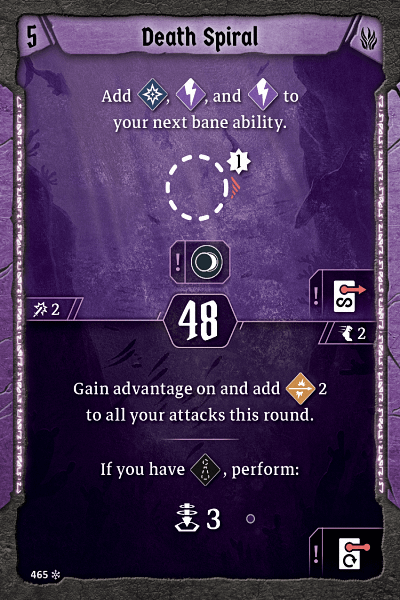 5
Death Spiral
Add , , and to
your next bane ability.
1
!
!
2
48
2
Gain advantage on and add 2
to all your attacks this round.
If you have , perform:
3
!
465